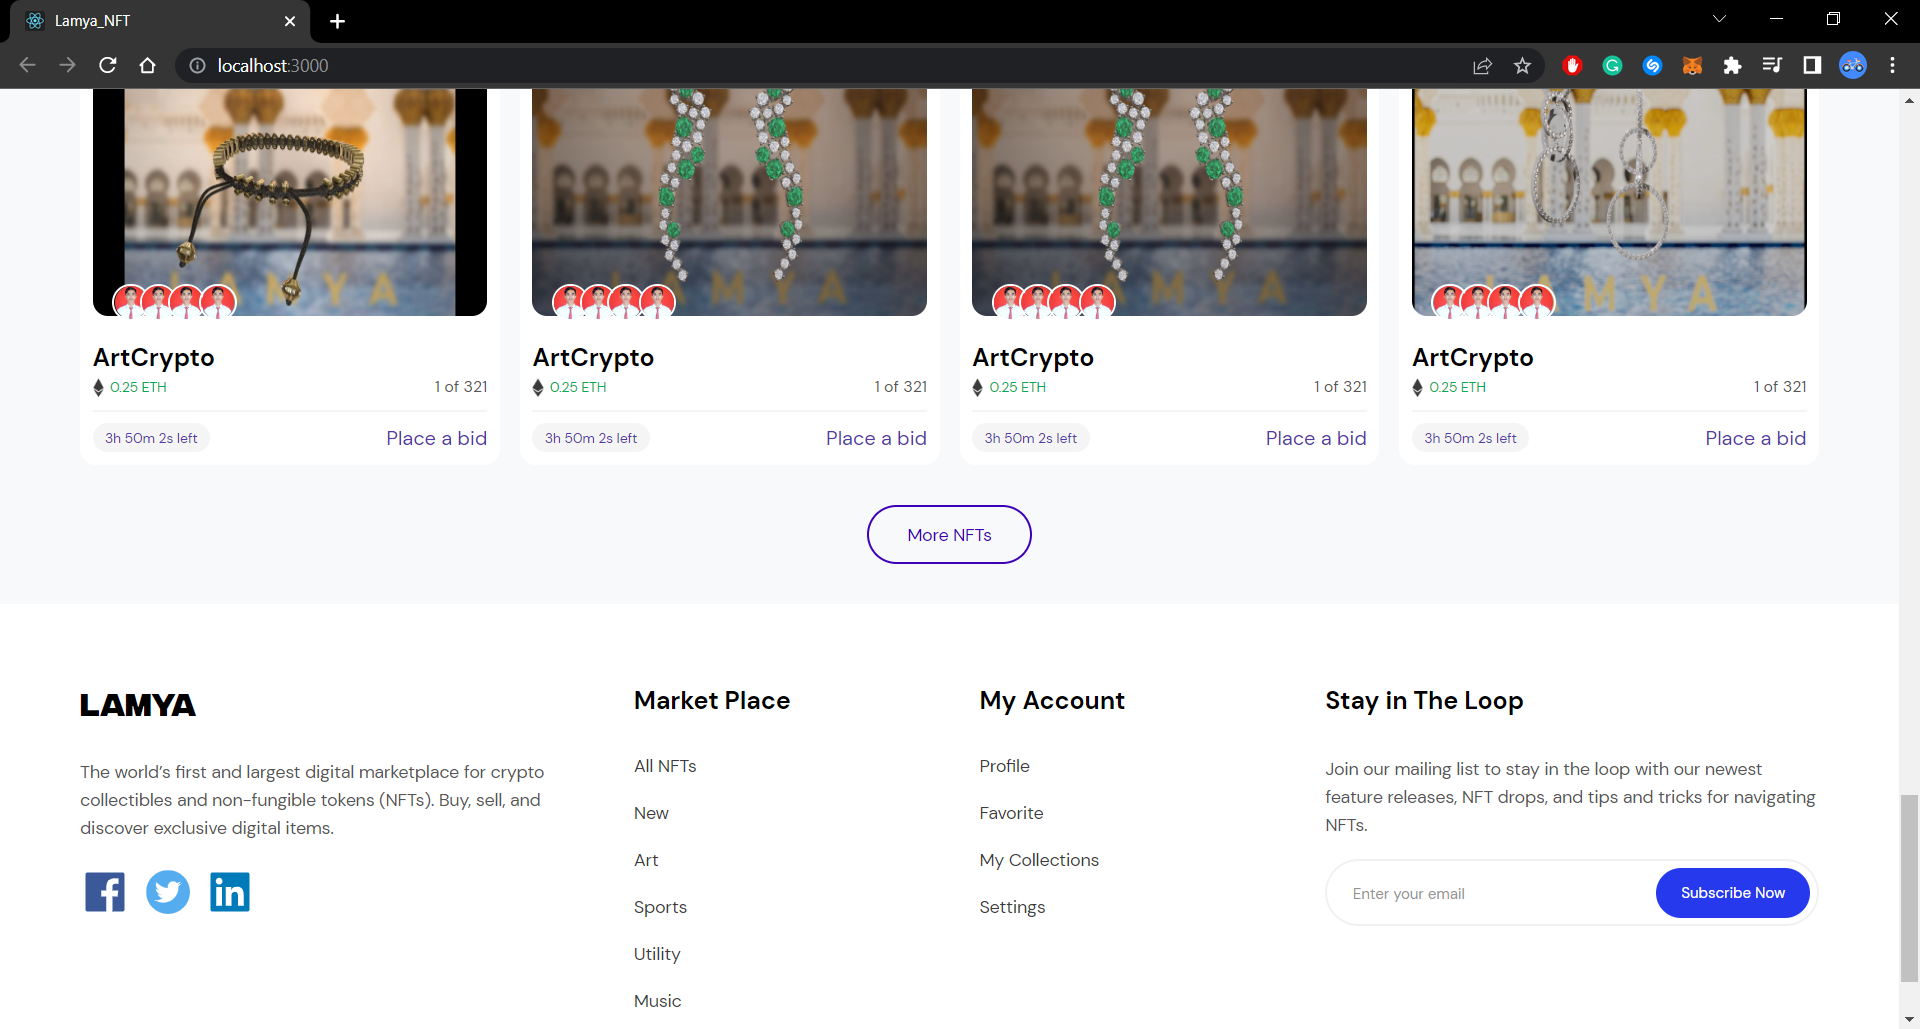 Lamya_NFT
localhost:3000
LAMYA
LAMYA
LAMYA
LAMYA
ArtCrypto
0.25 ETH
1 of 321
3h 50m 2s left
Place a bid
ArtCrypto
0.25 ETH
1 of 321
3h 50m 2s left
Place a bid
ArtCrypto
0.25 ETH
1 of 321
3h 50m 2s left
Place a bid
ArtCrypto
0.25 ETH
1 of 321
3h 50m 2s left
Place a bid
More NFTs
LAMYA
The world’s first and largest digital marketplace for crypto
collectibles and non-fungible tokens (NFTs). Buy, sell, and
discover exclusive digital items.
Market Place
All NFTs
New
Art
Sports
Utility
Music
My Account
Profile
Favorite
My Collections
Settings
Stay in The Loop
Join our mailing list to stay in the loop with our newest
feature releases, NFT drops, and tips and tricks for navigating
NFTs.
Enter your email
Subscribe Now